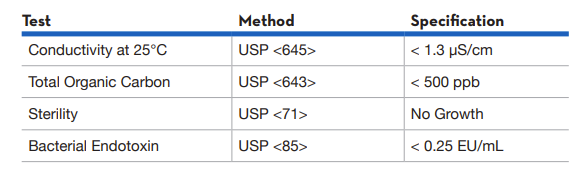 Test Method Specification
Conductivity at 25°C USP <645> < 1.3 µS/cm
Total Organic Carbon USP <643> < 500 ppb
Sterility USP <71> No Growth
Bacterial Endotoxin USP <85> < 0.25 EU/mL